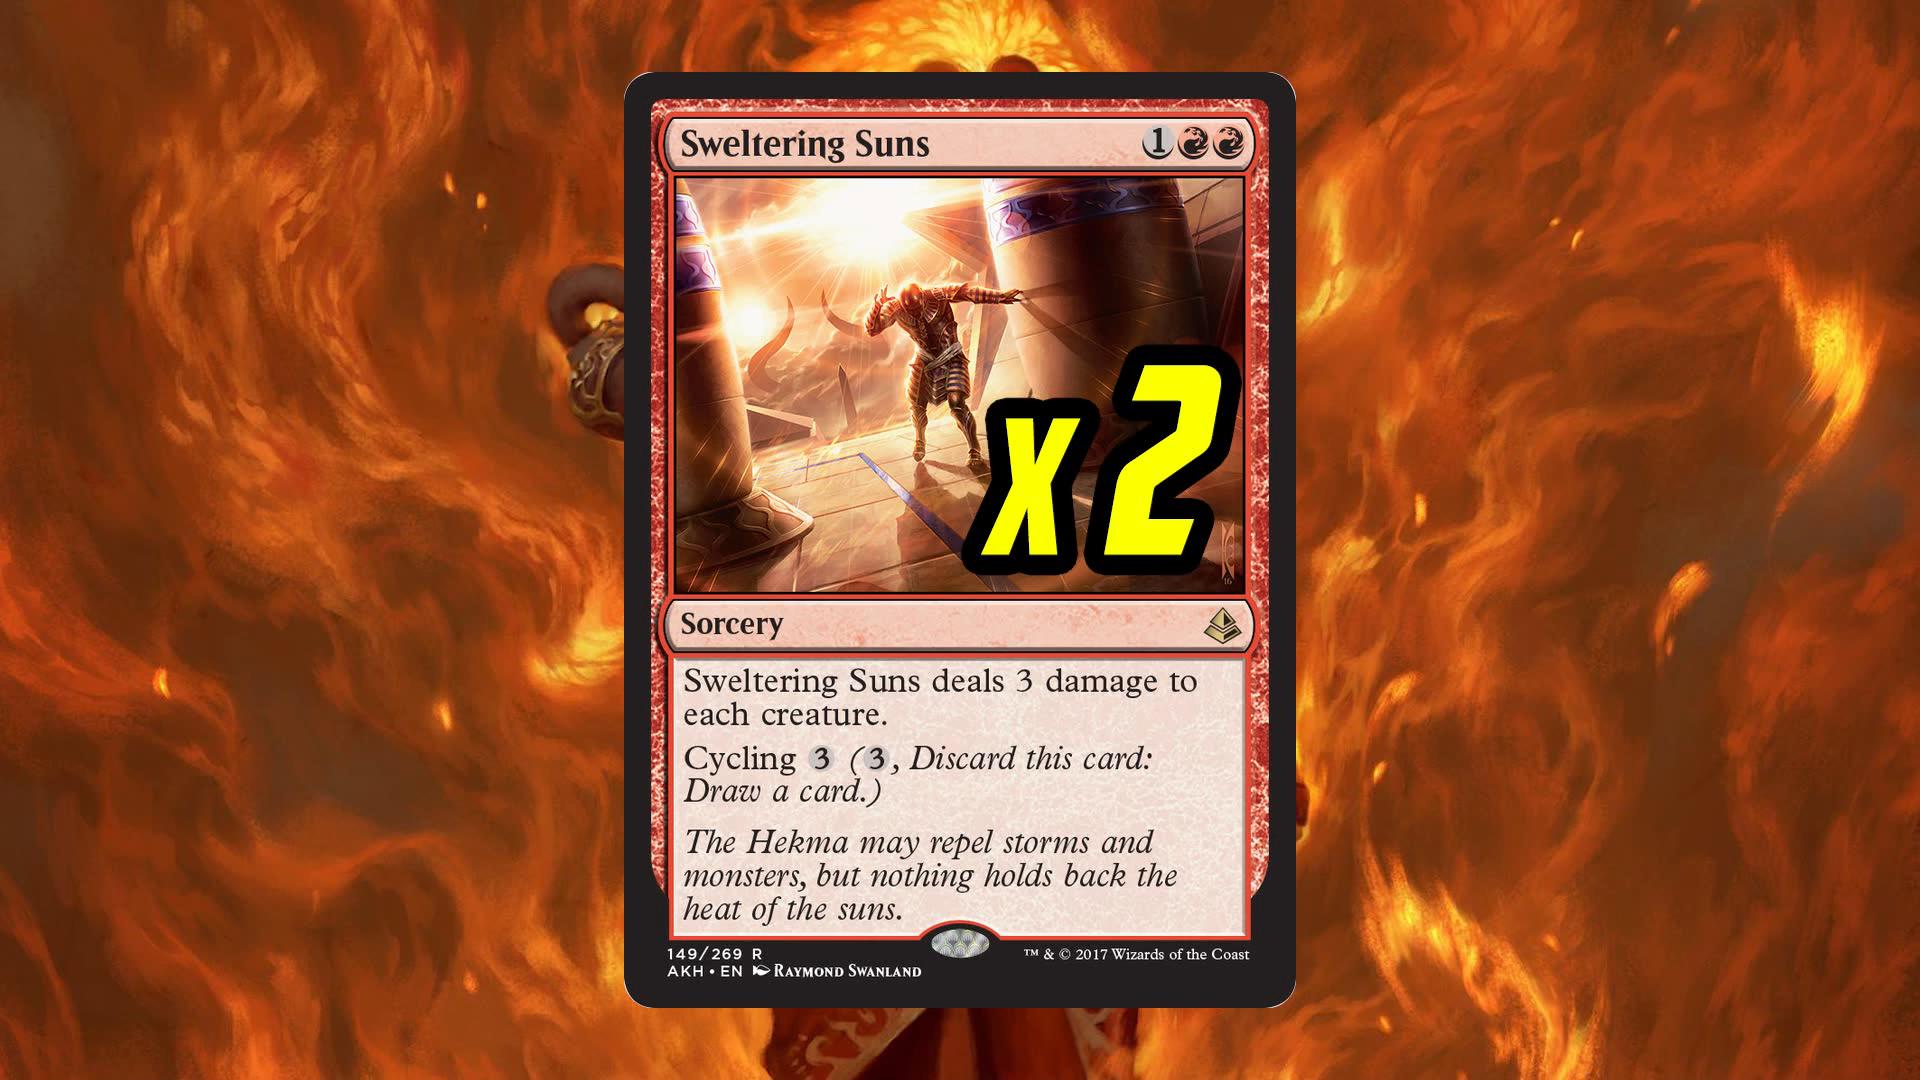 Sweltering Suns 1
x2
16
Sorcery
Sweltering Suns deals 3 damage to
each creature.
Cycling 3 (3, Discard this card:
Draw a card.)
The Hekma may repel storms and
monsters, but nothing holds back the
heat of the suns.
149/269 R
AKH • EN Raymond Swanland
™ & © 2017 Wizards of the Coast